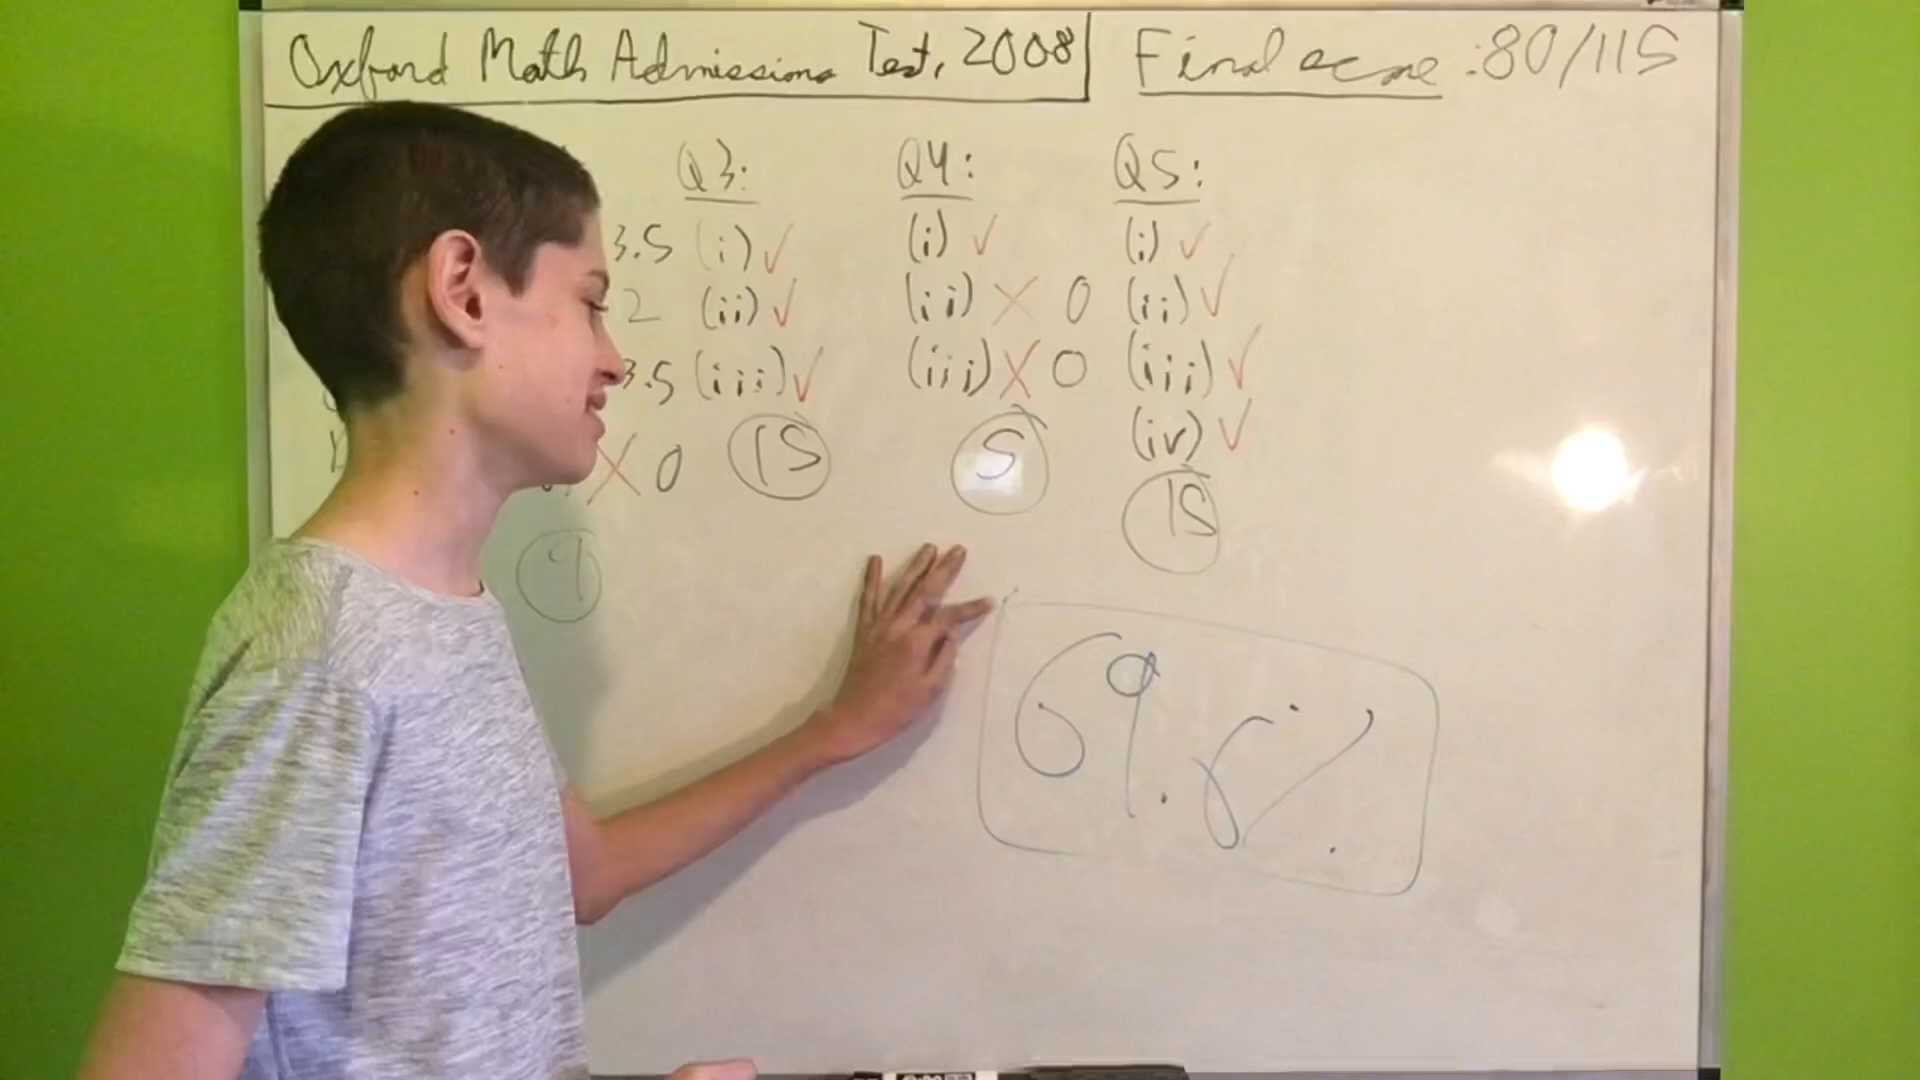 Oxford Math Admissions Test, 2008
Final score: 80/115
Q3: Q4: Q5:
3.5 (i) ✓ (i) ✓ (i) ✓
2 (ii) ✓ (ii) X 0 (ii) ✓
3.5 (iii) ✓ (iii) X 0 (iii) ✓
(iv) ✓
X 0 15 5
15
9
69.